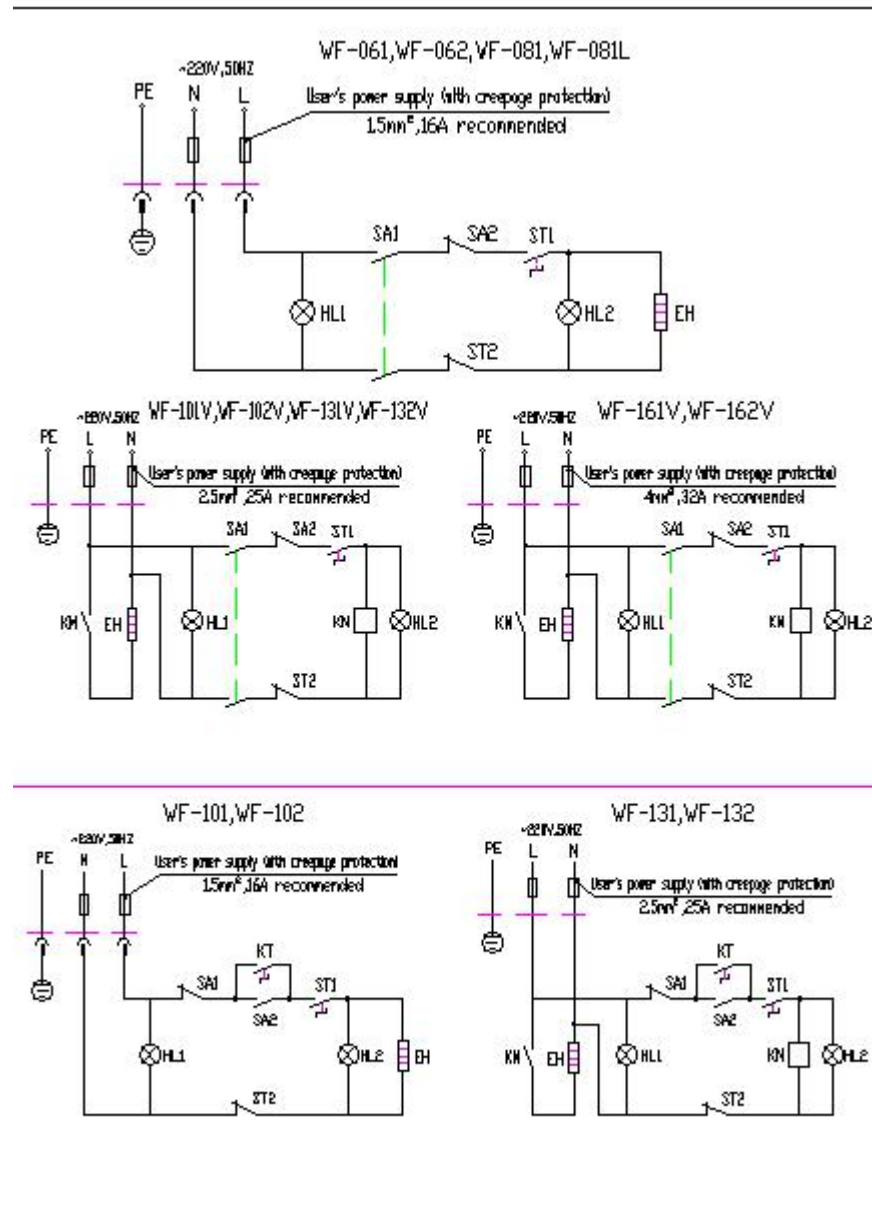 WF-061,WF-062,WF-081,WF-081L
~220V,50HZ
PE N L
User's power supply (with creepage protection)
1.5mm²,16A recommended
SA1 SA2 ST1
HL1 HL2 EH
ST2
WF-101V,WF-102V,WF-131V,WF-132V
~220V,50HZ
PE L N
User's power supply (with creepage protection)
2.5mm²,25A recommended
SA1 SA2 ST1
KM EH HL1 KM HL2
ST2
WF-161V,WF-162V
~220V,50HZ
PE L N
User's power supply (with creepage protection)
4mm²,32A recommended
SA1 SA2 ST1
KM EH HL1 KM HL2
ST2
WF-101,WF-102
~220V,50HZ
PE N L
User's power supply (with creepage protection)
1.5mm²,16A recommended
KT
SA1 ST1
SA2
HL1 HL2 EH
ST2
WF-131,WF-132
~220V,50HZ
PE L N
User's power supply (with creepage protection)
2.5mm²,25A recommended
KT
SA1 ST1
SA2
KM EH HL1 KM HL2
ST2